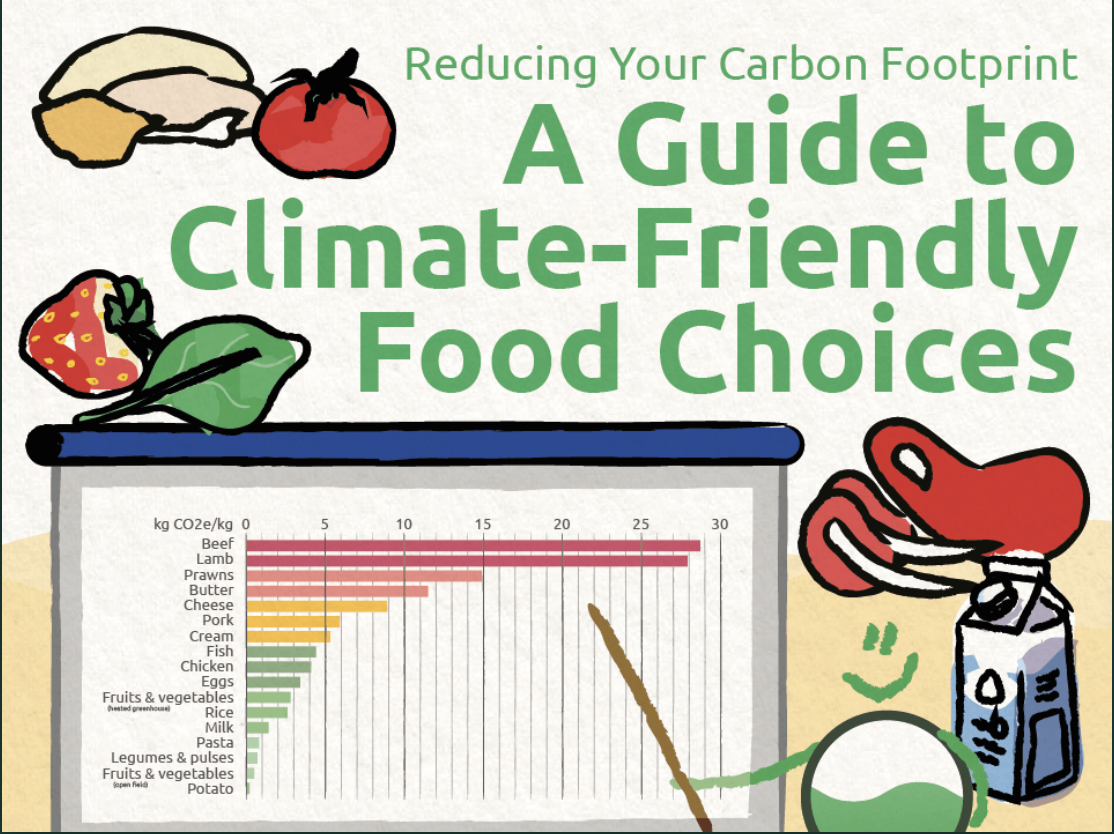 Reducing Your Carbon Footprint
A Guide to
Climate-Friendly
Food Choices
kg CO2e/kg 0 5 10 15 20 25 30
Beef
Lamb
Prawns
Butter
Cheese
Pork
Cream
Fish
Chicken
Eggs
Fruits & vegetables
(heated greenhouse)
Rice
Milk
Pasta
Legumes & pulses
Fruits & vegetables
(open field)
Potato